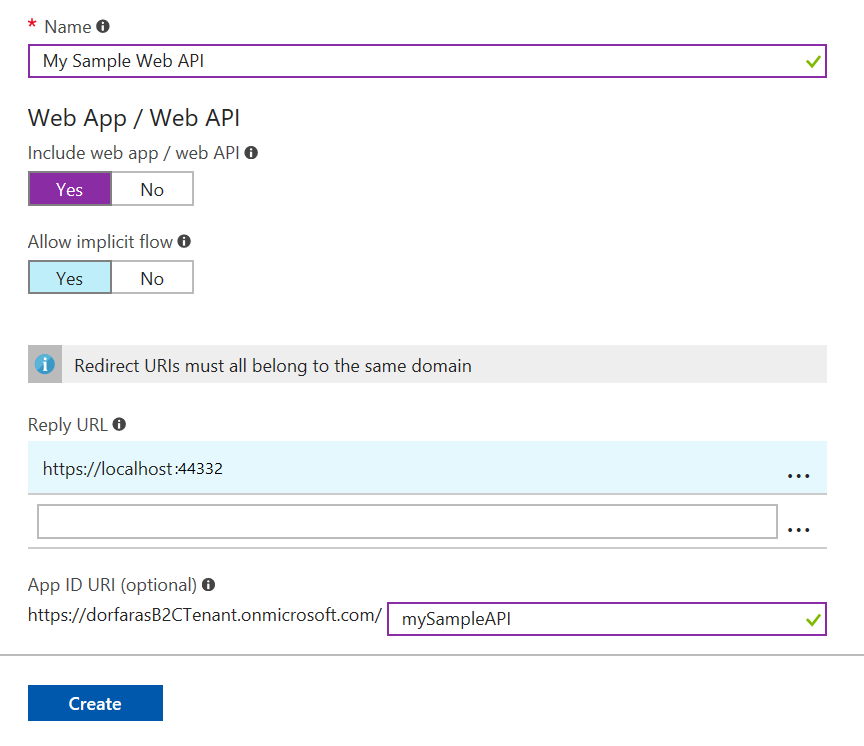 * Name
My Sample Web API
Web App / Web API
Include web app / web API
Yes No
Allow implicit flow
Yes No
Redirect URIs must all belong to the same domain
Reply URL
https://localhost:44332
...
...
App ID URI (optional)
https://dorfarasB2CTenant.onmicrosoft.com/ mySampleAPI
Create